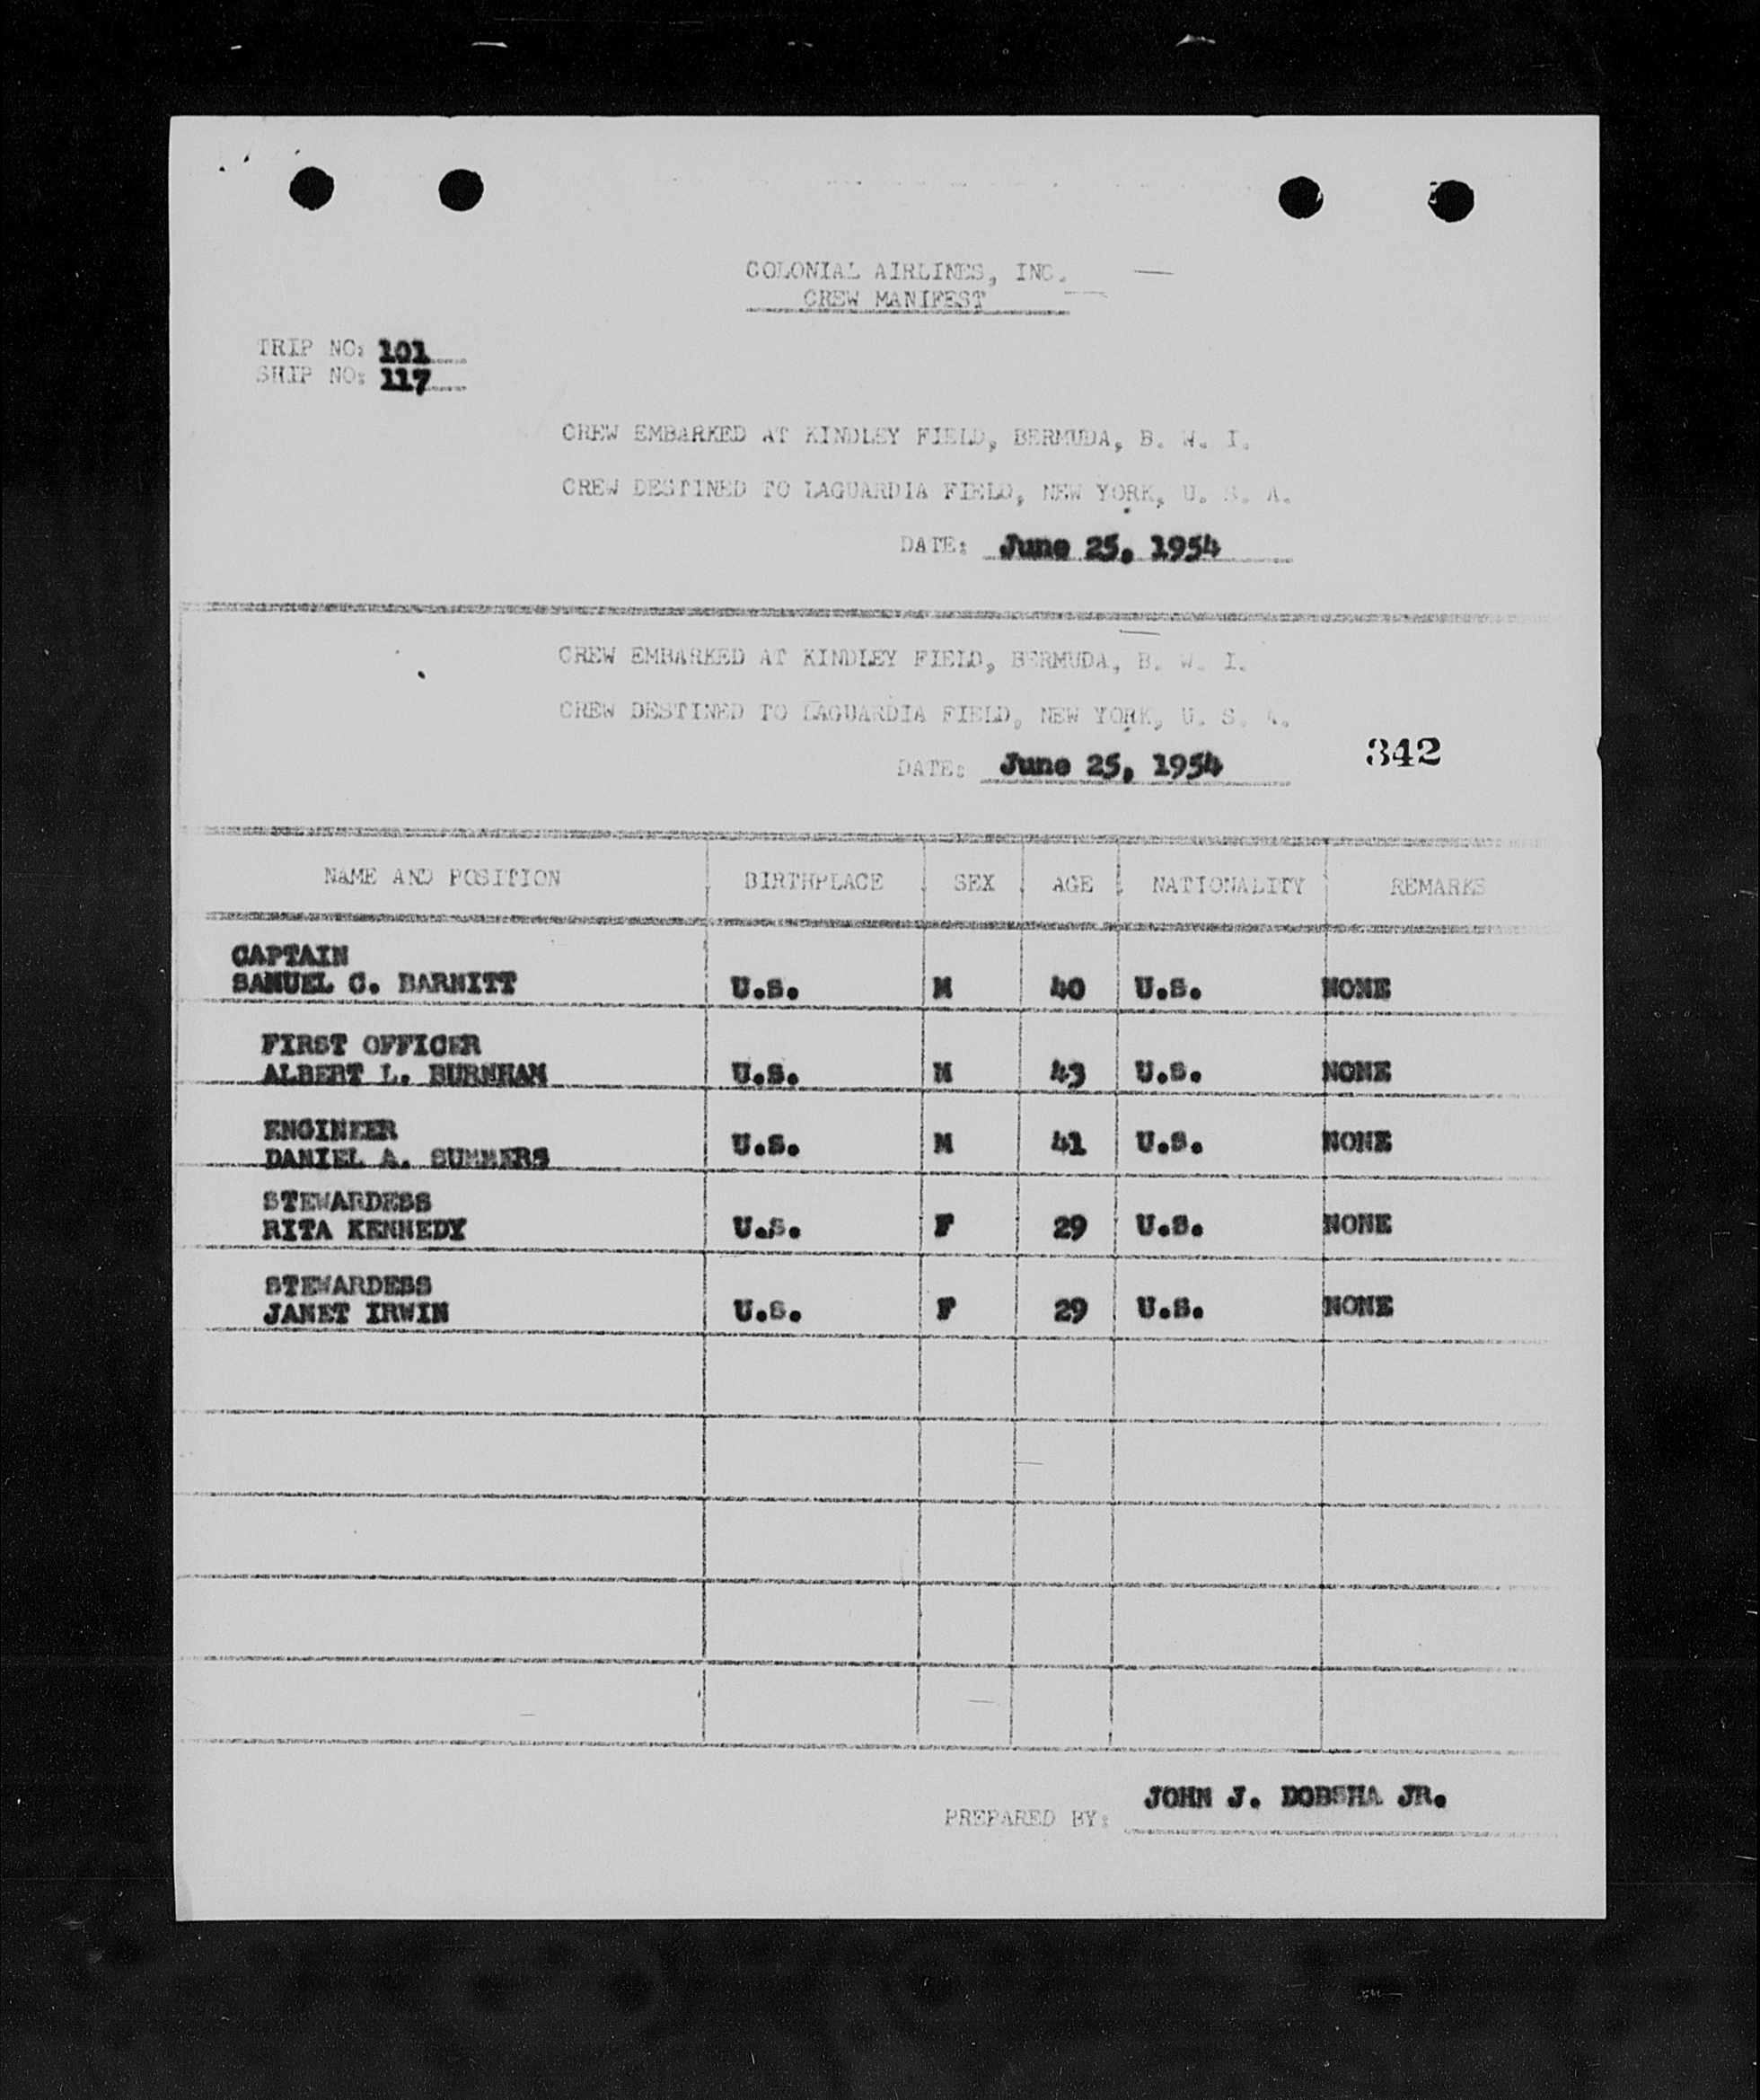 COLONIAL AIRLINES, INC.
CREW MANIFEST
TRIP NO: 101
SHIP NO: 117
CREW EMBARKED AT KINDLEY FIELD, BERMUDA, B. W. I.
CREW DESTINED TO LAGUARDIA FIELD, NEW YORK, U. S. A.
DATE: June 25, 1954
CREW EMBARKED AT KINDLEY FIELD, BERMUDA, B. W. I.
CREW DESTINED TO LAGUARDIA FIELD, NEW YORK, U. S. A.
342
DATE: June 25, 1954
NAME AND POSITION BIRTHPLACE SEX AGE NATIONALITY REMARKS
CAPTAIN
SAMUEL C. BARNITT U.S. M 40 U.S. NONE
FIRST OFFICER
ALBERT L. BURNHAM U.S. M 43 U.S. NONE
ENGINEER
DANIEL A. SUMMERS U.S. M 41 U.S. NONE
STEWARDESS
RITA KENNEDY U.S. F 29 U.S. NONE
STEWARDESS
JANET IRWIN U.S. F 29 U.S. NONE
JOHN J. DOBSHA JR.
PREPARED BY: